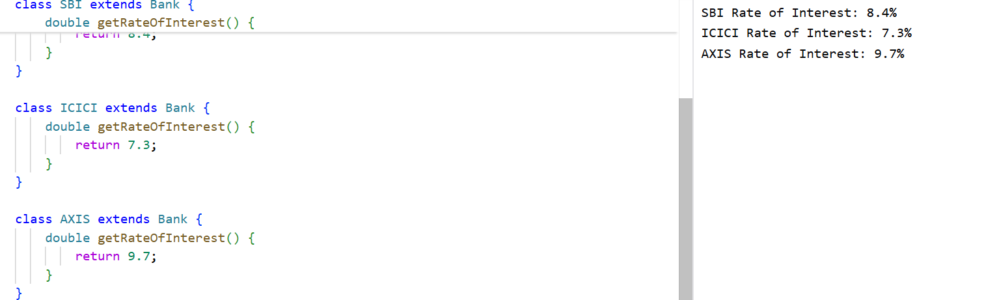 class SBI extends Bank {
    double getRateOfInterest() {
            return 8.4;
        }
}

class ICICI extends Bank {
    double getRateOfInterest() {
        return 7.3;
    }
}

class AXIS extends Bank {
    double getRateOfInterest() {
        return 9.7;
    }
}
SBI Rate of Interest: 8.4%
ICICI Rate of Interest: 7.3%
AXIS Rate of Interest: 9.7%